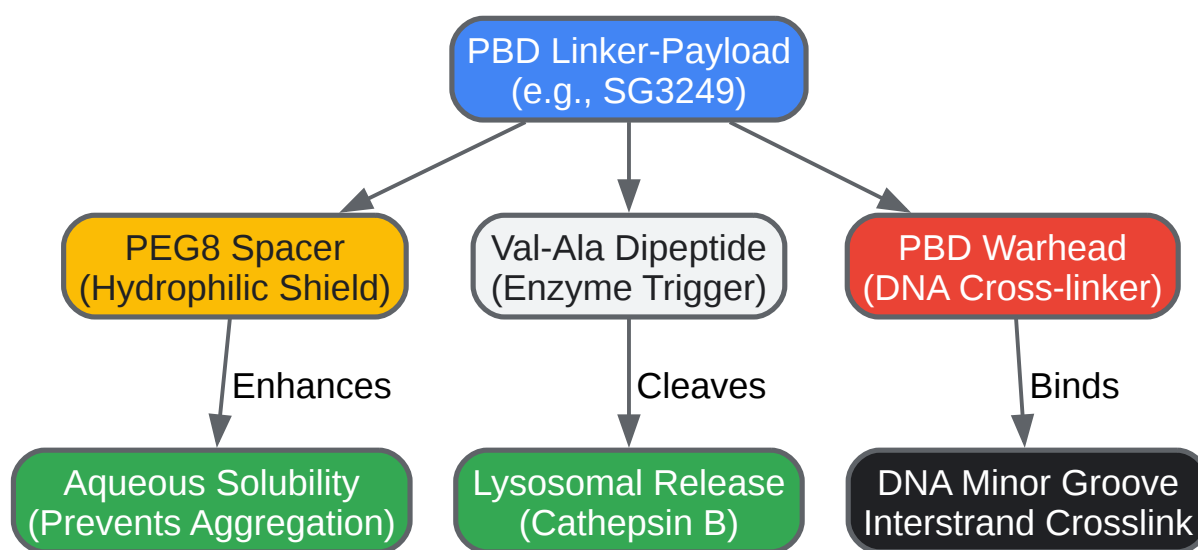 PBD Linker-Payload
(e.g., SG3249)
PEG8 Spacer
(Hydrophilic Shield)
Val-Ala Dipeptide
(Enzyme Trigger)
PBD Warhead
(DNA Cross-linker)
Enhances
Cleaves
Binds
Aqueous Solubility
(Prevents Aggregation)
Lysosomal Release
(Cathepsin B)
DNA Minor Groove
Interstrand Crosslink